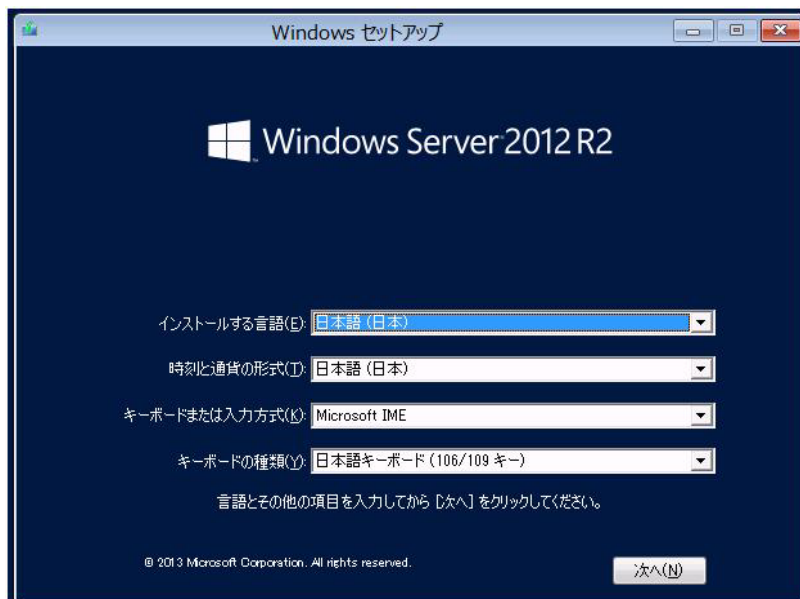 Windows セットアップ
Windows Server 2012 R2
インストールする言語(E): 日本語 (日本)
時刻と通貨の形式(T): 日本語 (日本)
キーボードまたは入力方式(K): Microsoft IME
キーボードの種類(Y): 日本語キーボード (106/109 キー)
言語とその他の項目を入力してから [次へ] をクリックしてください。
© 2013 Microsoft Corporation. All rights reserved.
次へ(N)